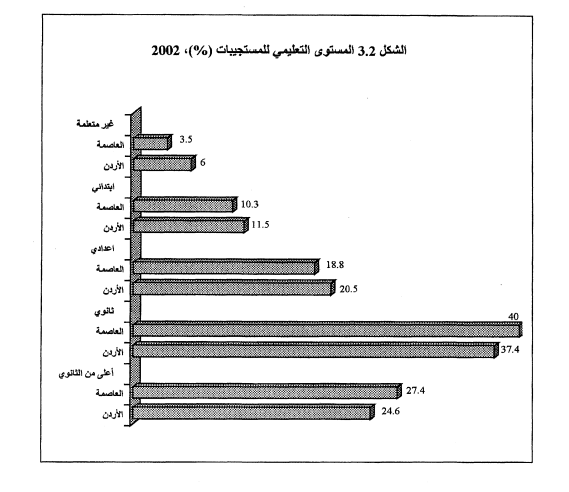 الشكل 3.2 المستوى التعليمي للمستجيبات (%)، 2002
غير متعلمة
العاصمة 3.5
الأردن 6
ابتدائي
العاصمة 10.3
الأردن 11.5
اعدادي
العاصمة 18.8
الأردن 20.5
ثانوي
العاصمة 40
الأردن 37.4
أعلى من الثانوي
العاصمة 27.4
الأردن 24.6